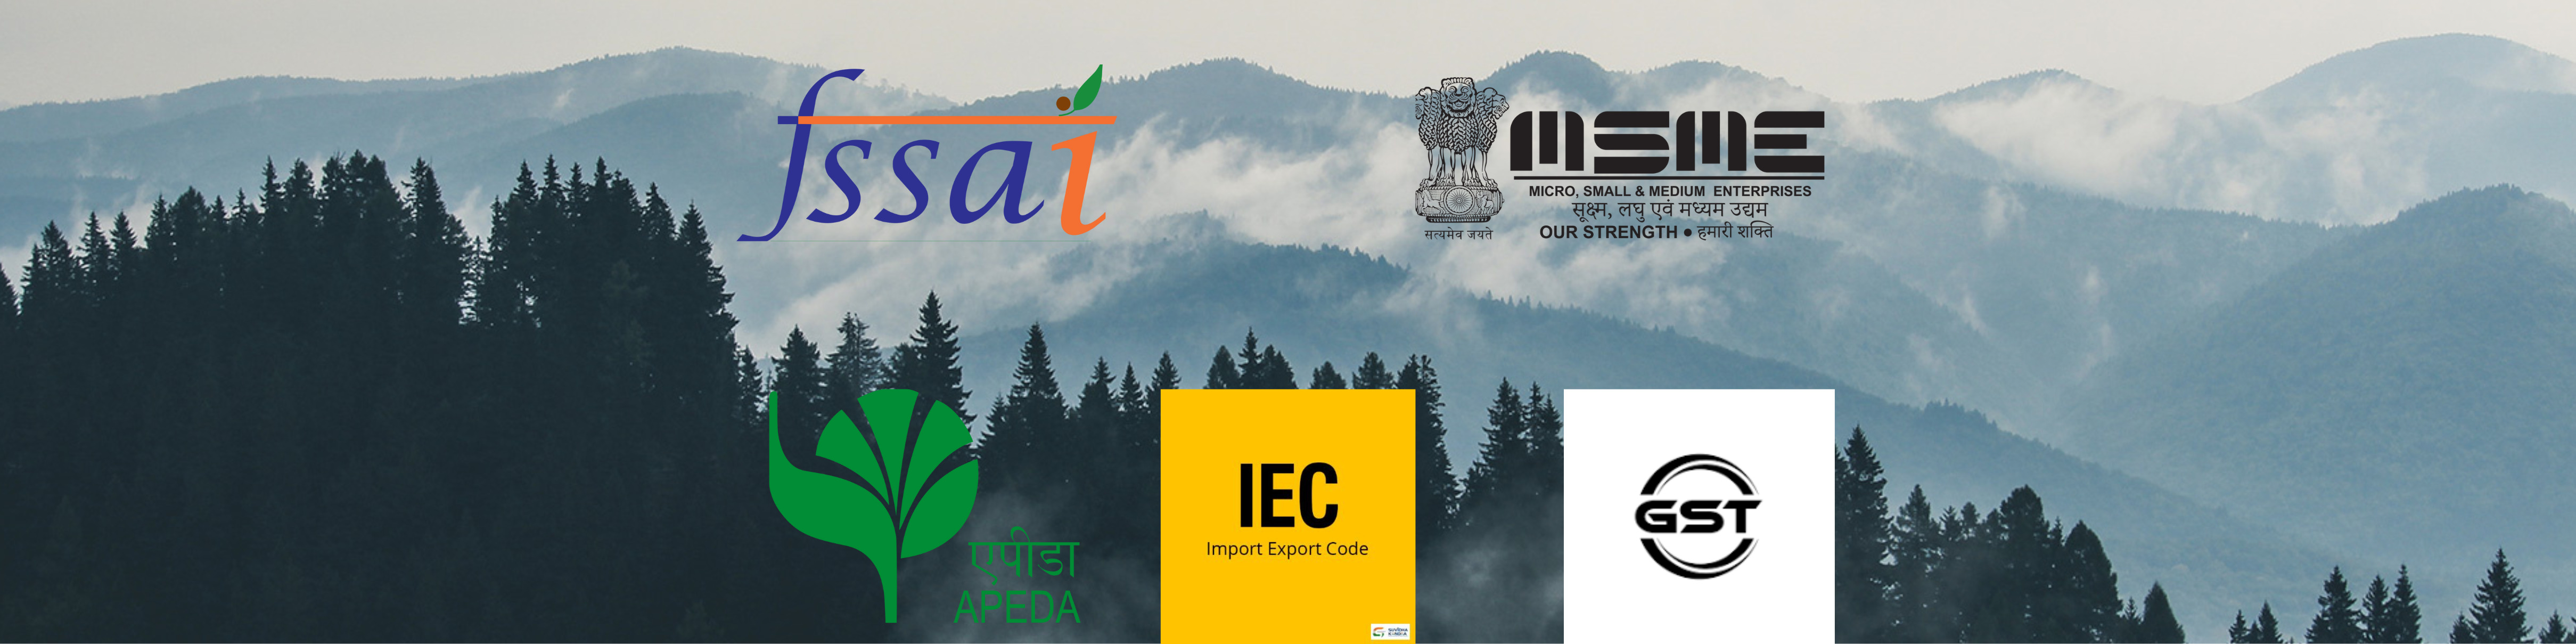 fssai
MSME
MICRO, SMALL & MEDIUM ENTERPRISES
सूक्ष्म, लघु एवं मध्यम उद्यम
OUR STRENGTH ● हमारी शक्ति
सत्यमेव जयते
एपीडा
APEDA
IEC
Import Export Code
GST